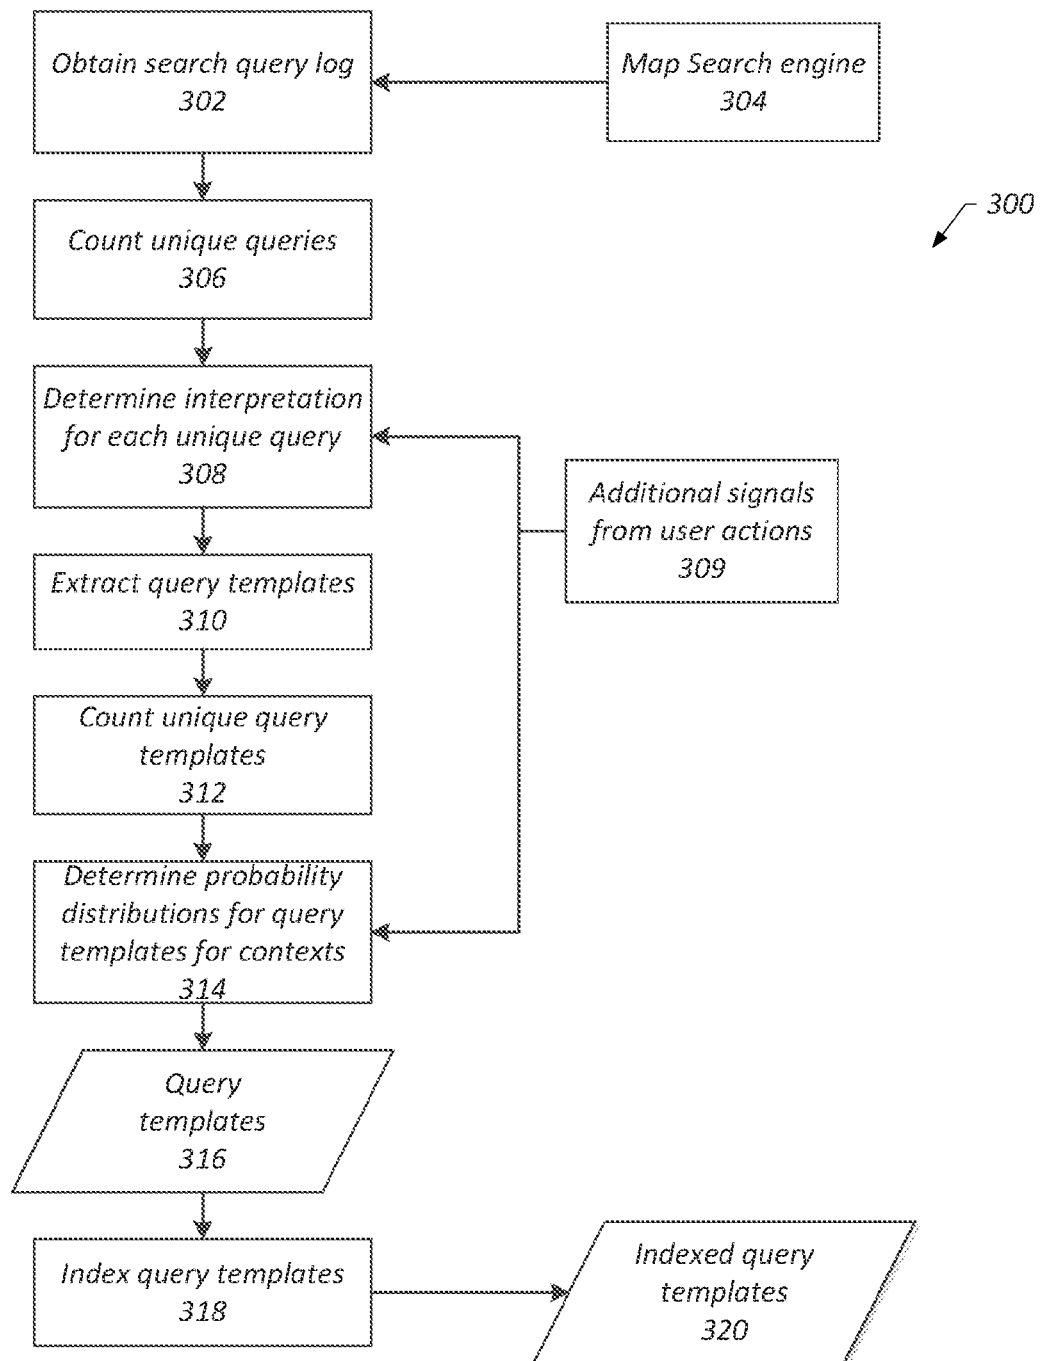 Obtain search query log
302
Map Search engine
304
300
Count unique queries
306
Determine interpretation
for each unique query
308
Additional signals
from user actions
309
Extract query templates
310
Count unique query
templates
312
Determine probability
distributions for query
templates for contexts
314
Query
templates
316
Index query templates
318
Indexed query
templates
320